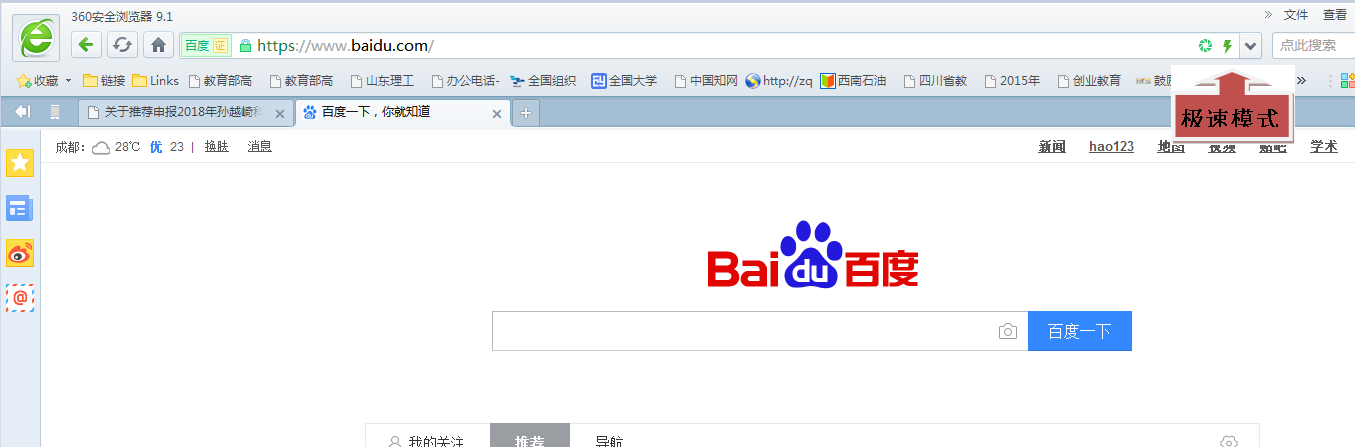 360安全浏览器 9.1
文件 查看
百度 证 https://www.baidu.com/ 点此搜索
收藏 链接 Links 教育部高 教育部高 山东理工 办公电话- 全国组织 全国大学 中国知网 http://zq 西南石油 四川省教 2015年 创业教育
极速模式
关于推荐申报2018年孙越崎科 百度一下，你就知道
成都： 28℃ 优 23 | 换肤 消息 新闻 hao123 地图 视频 贴吧 学术
Bai du 百度
百度一下
我的关注 推荐 导航